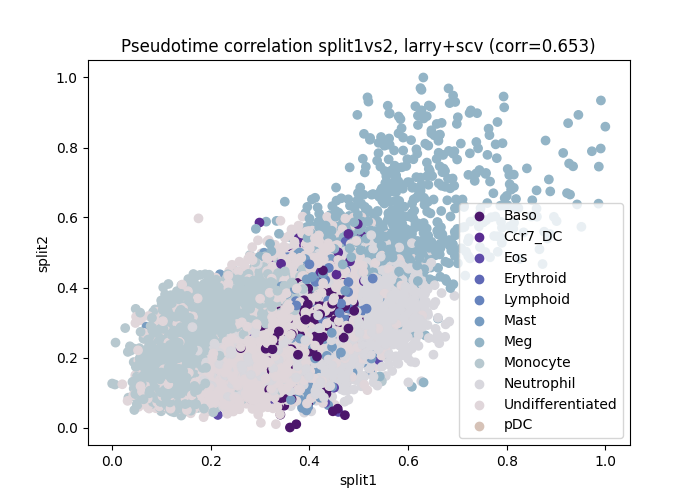 Pseudotime correlation split1vs2, larry+scv (corr=0.653)
1.0
0.8
0.6
0.4
0.2
0.0
split2
Baso
Ccr7_DC
Eos
Erythroid
Lymphoid
Mast
Meg
Monocyte
Neutrophil
Undifferentiated
pDC
0.0 0.2 0.4 0.6 0.8 1.0
split1